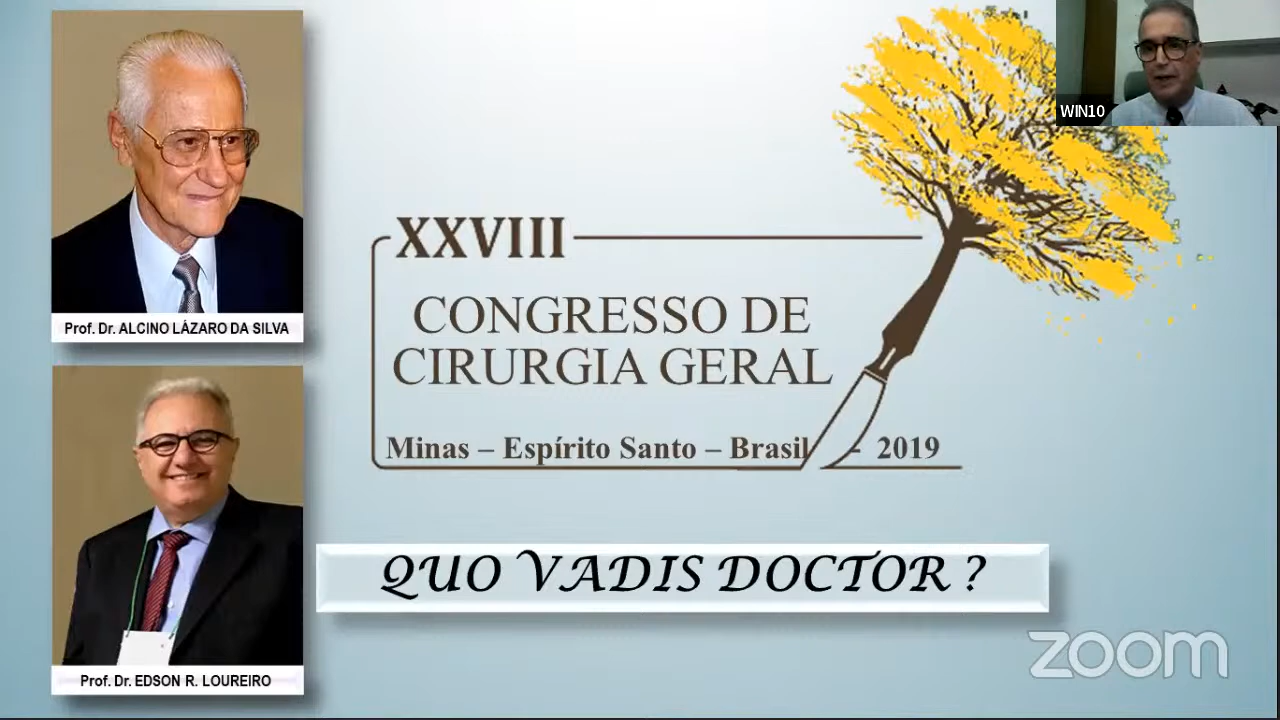 WIN10
Prof. Dr. ALCINO LÁZARO DA SILVA
XXVIII
CONGRESSO DE
CIRURGIA GERAL
Minas – Espírito Santo – Brasil - 2019
QUO VADIS DOCTOR ?
Prof. Dr. EDSON R. LOUREIRO
zoom